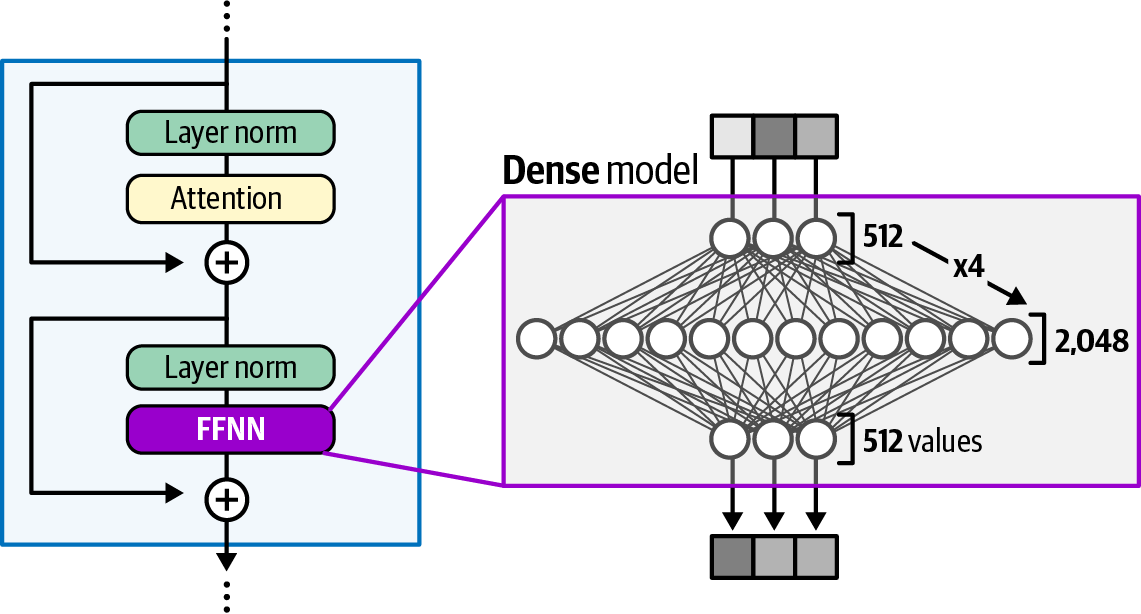 Layer norm
Attention
+
Layer norm
FFNN
+
Dense model
512
x4
2,048
512 values